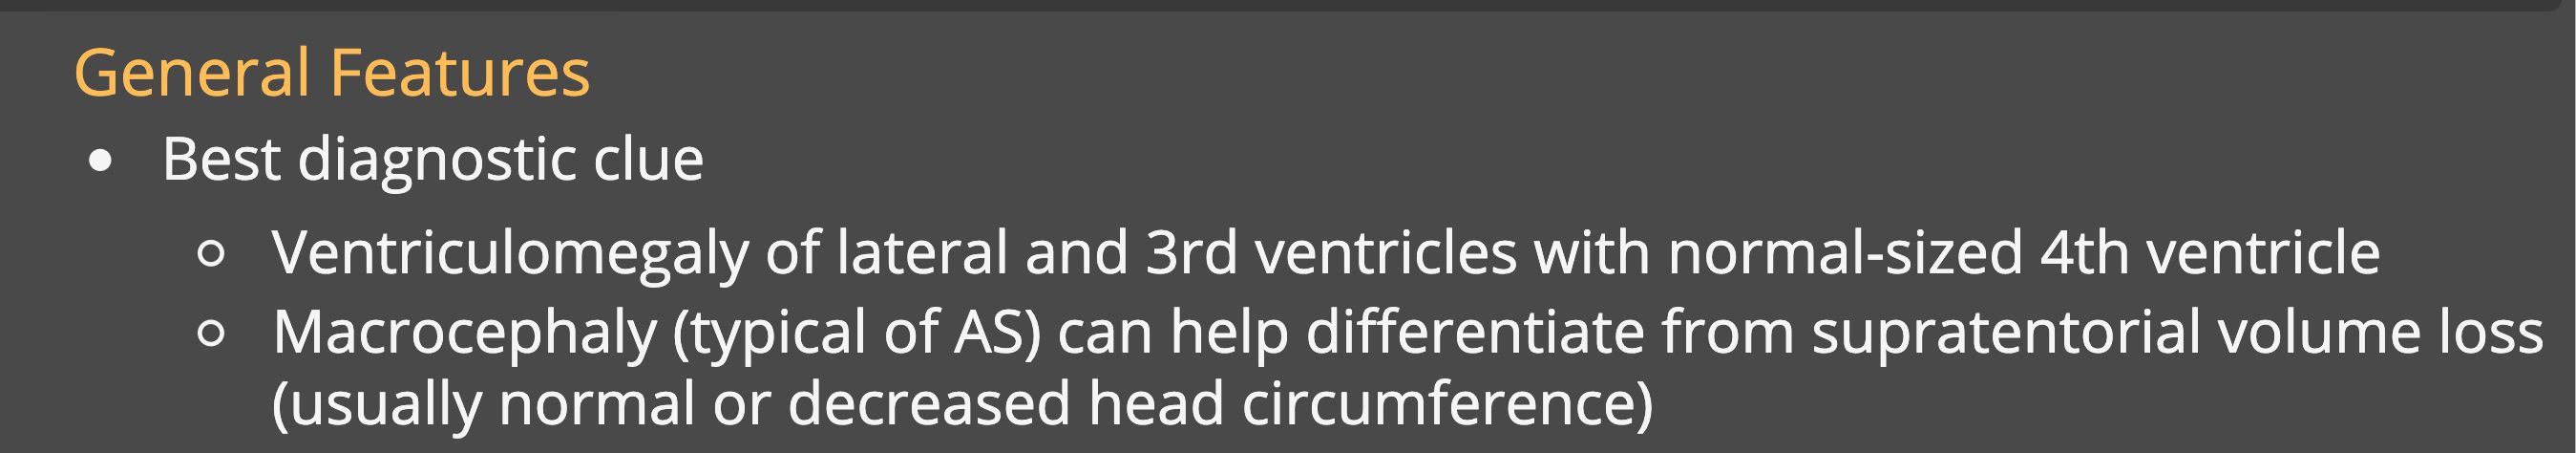 General Features
• Best diagnostic clue
○ Ventriculomegaly of lateral and 3rd ventricles with normal-sized 4th ventricle
○ Macrocephaly (typical of AS) can help differentiate from supratentorial volume loss
(usually normal or decreased head circumference)